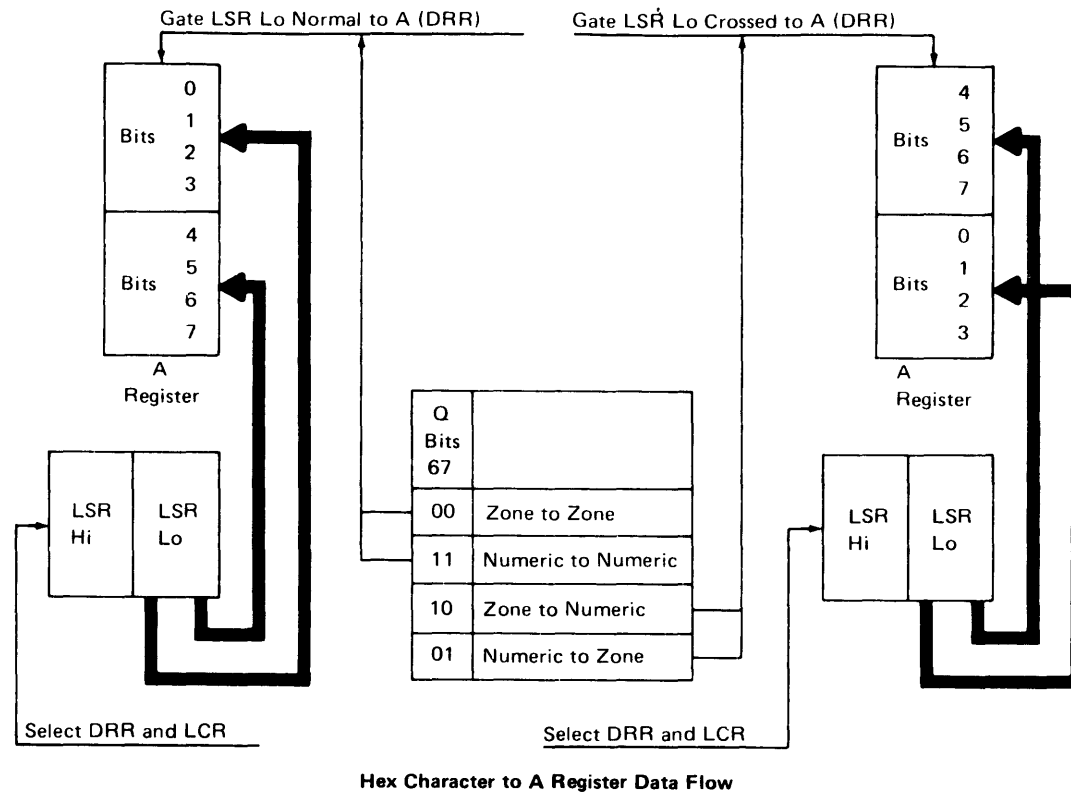 Gate LSR Lo Normal to A (DRR)
Gate LSR Lo Crossed to A (DRR)
0
1
Bits
2
3
4
5
Bits
6
7
A
Register
4
5
Bits
6
7
0
1
Bits
2
3
A
Register
Q
Bits
67
00 Zone to Zone
11 Numeric to Numeric
10 Zone to Numeric
01 Numeric to Zone
LSR
Hi
LSR
Lo
LSR
Hi
LSR
Lo
Select DRR and LCR
Select DRR and LCR
Hex Character to A Register Data Flow